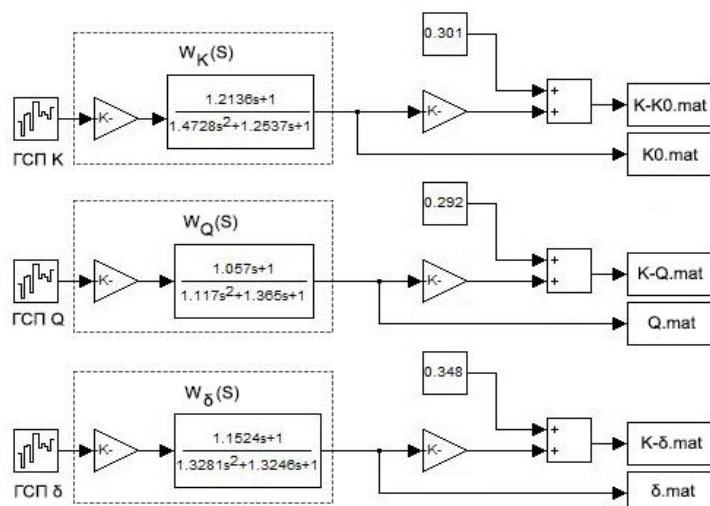 W_K(S)
0.301
1.2136s+1
1.4728s²+1.2537s+1
K-
K-
+
+
K-K0.mat
ГСП K
K0.mat
W_Q(S)
0.292
1.057s+1
1.117s²+1.365s+1
K-
K-
+
+
K-Q.mat
ГСП Q
Q.mat
W_δ(S)
0.348
1.1524s+1
1.3281s²+1.3246s+1
K-
K-
+
+
K-δ.mat
ГСП δ
δ.mat